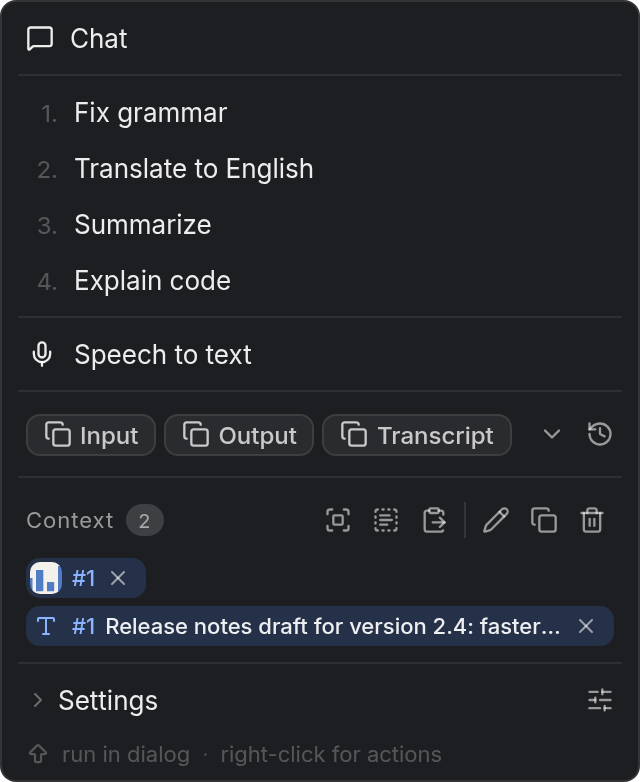 Chat
1. Fix grammar
2. Translate to English
3. Summarize
4. Explain code
Speech to text
Input Output Transcript
Context 2
#1
#1 Release notes draft for version 2.4: faster...
Settings
run in dialog · right-click for actions